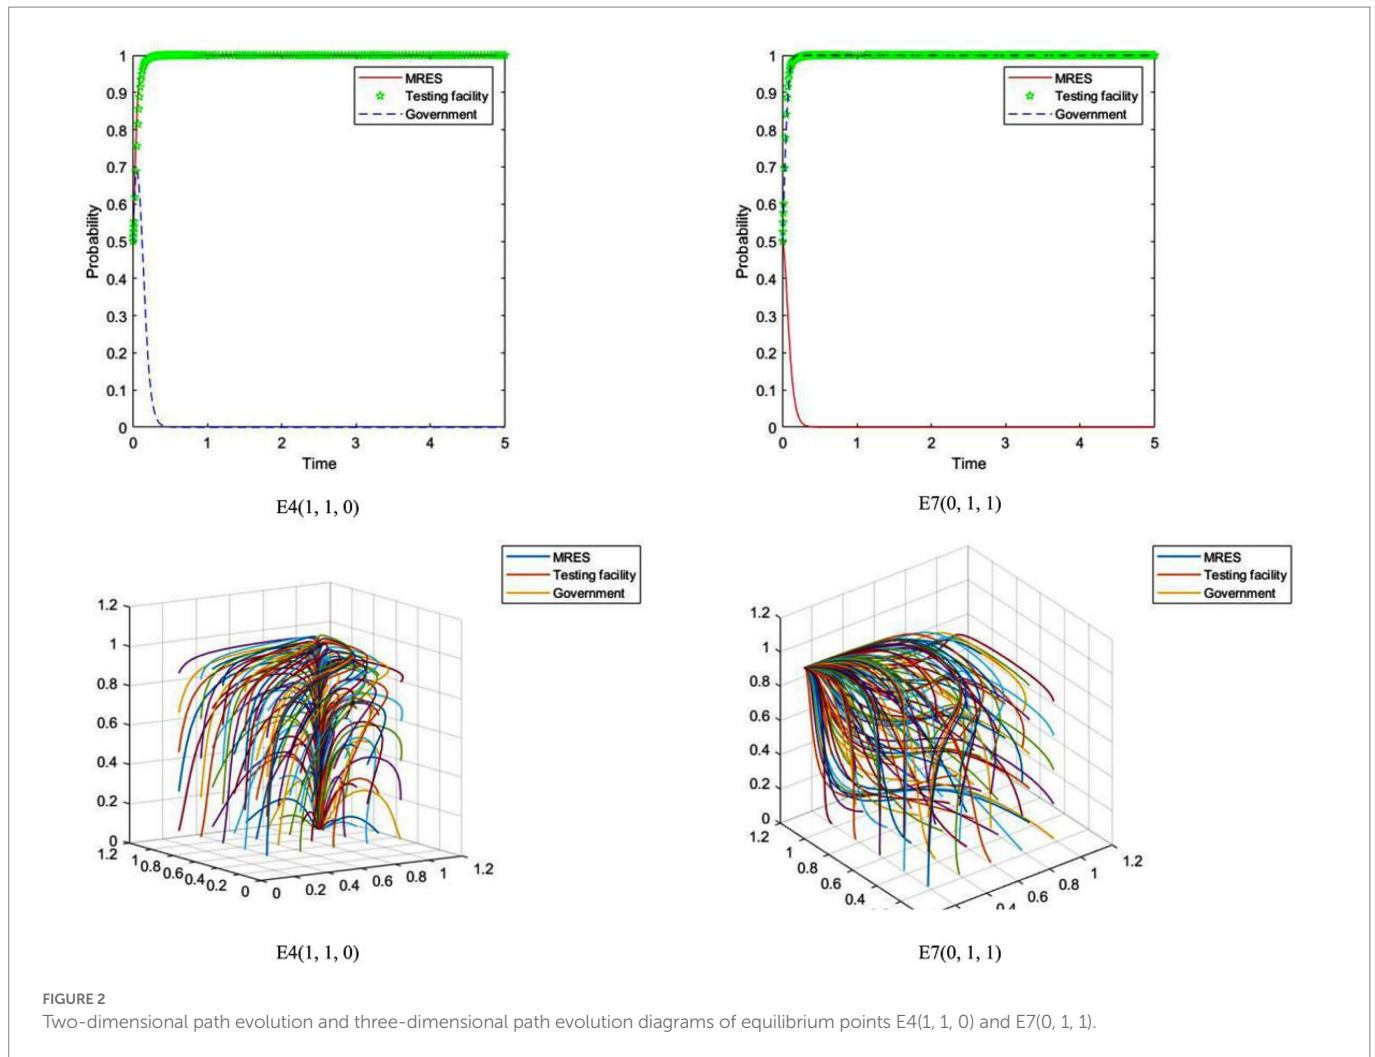 1
0.9
0.8
0.7
0.6
0.5
0.4
0.3
0.2
0.1
0
Probability
0 1 2 3 4 5
Time
MRES
Testing facility
Government
E4(1, 1, 0)
1
0.9
0.8
0.7
0.6
0.5
0.4
0.3
0.2
0.1
0
Probability
0 1 2 3 4 5
Time
MRES
Testing facility
Government
E7(0, 1, 1)
MRES
Testing facility
Government
1.2
1
0.8
0.6
0.4
0.2
0
1.2 1 0.8 0.6 0.4 0.2 0
0 0.2 0.4 0.6 0.8 1 1.2
E4(1, 1, 0)
MRES
Testing facility
Government
1.2
1
0.8
0.6
0.4
0.2
0
1.2 1 0.8 0.6 0.4
0.4 0.6 0.8 1 1.2
E7(0, 1, 1)
FIGURE 2
Two-dimensional path evolution and three-dimensional path evolution diagrams of equilibrium points E4(1, 1, 0) and E7(0, 1, 1).